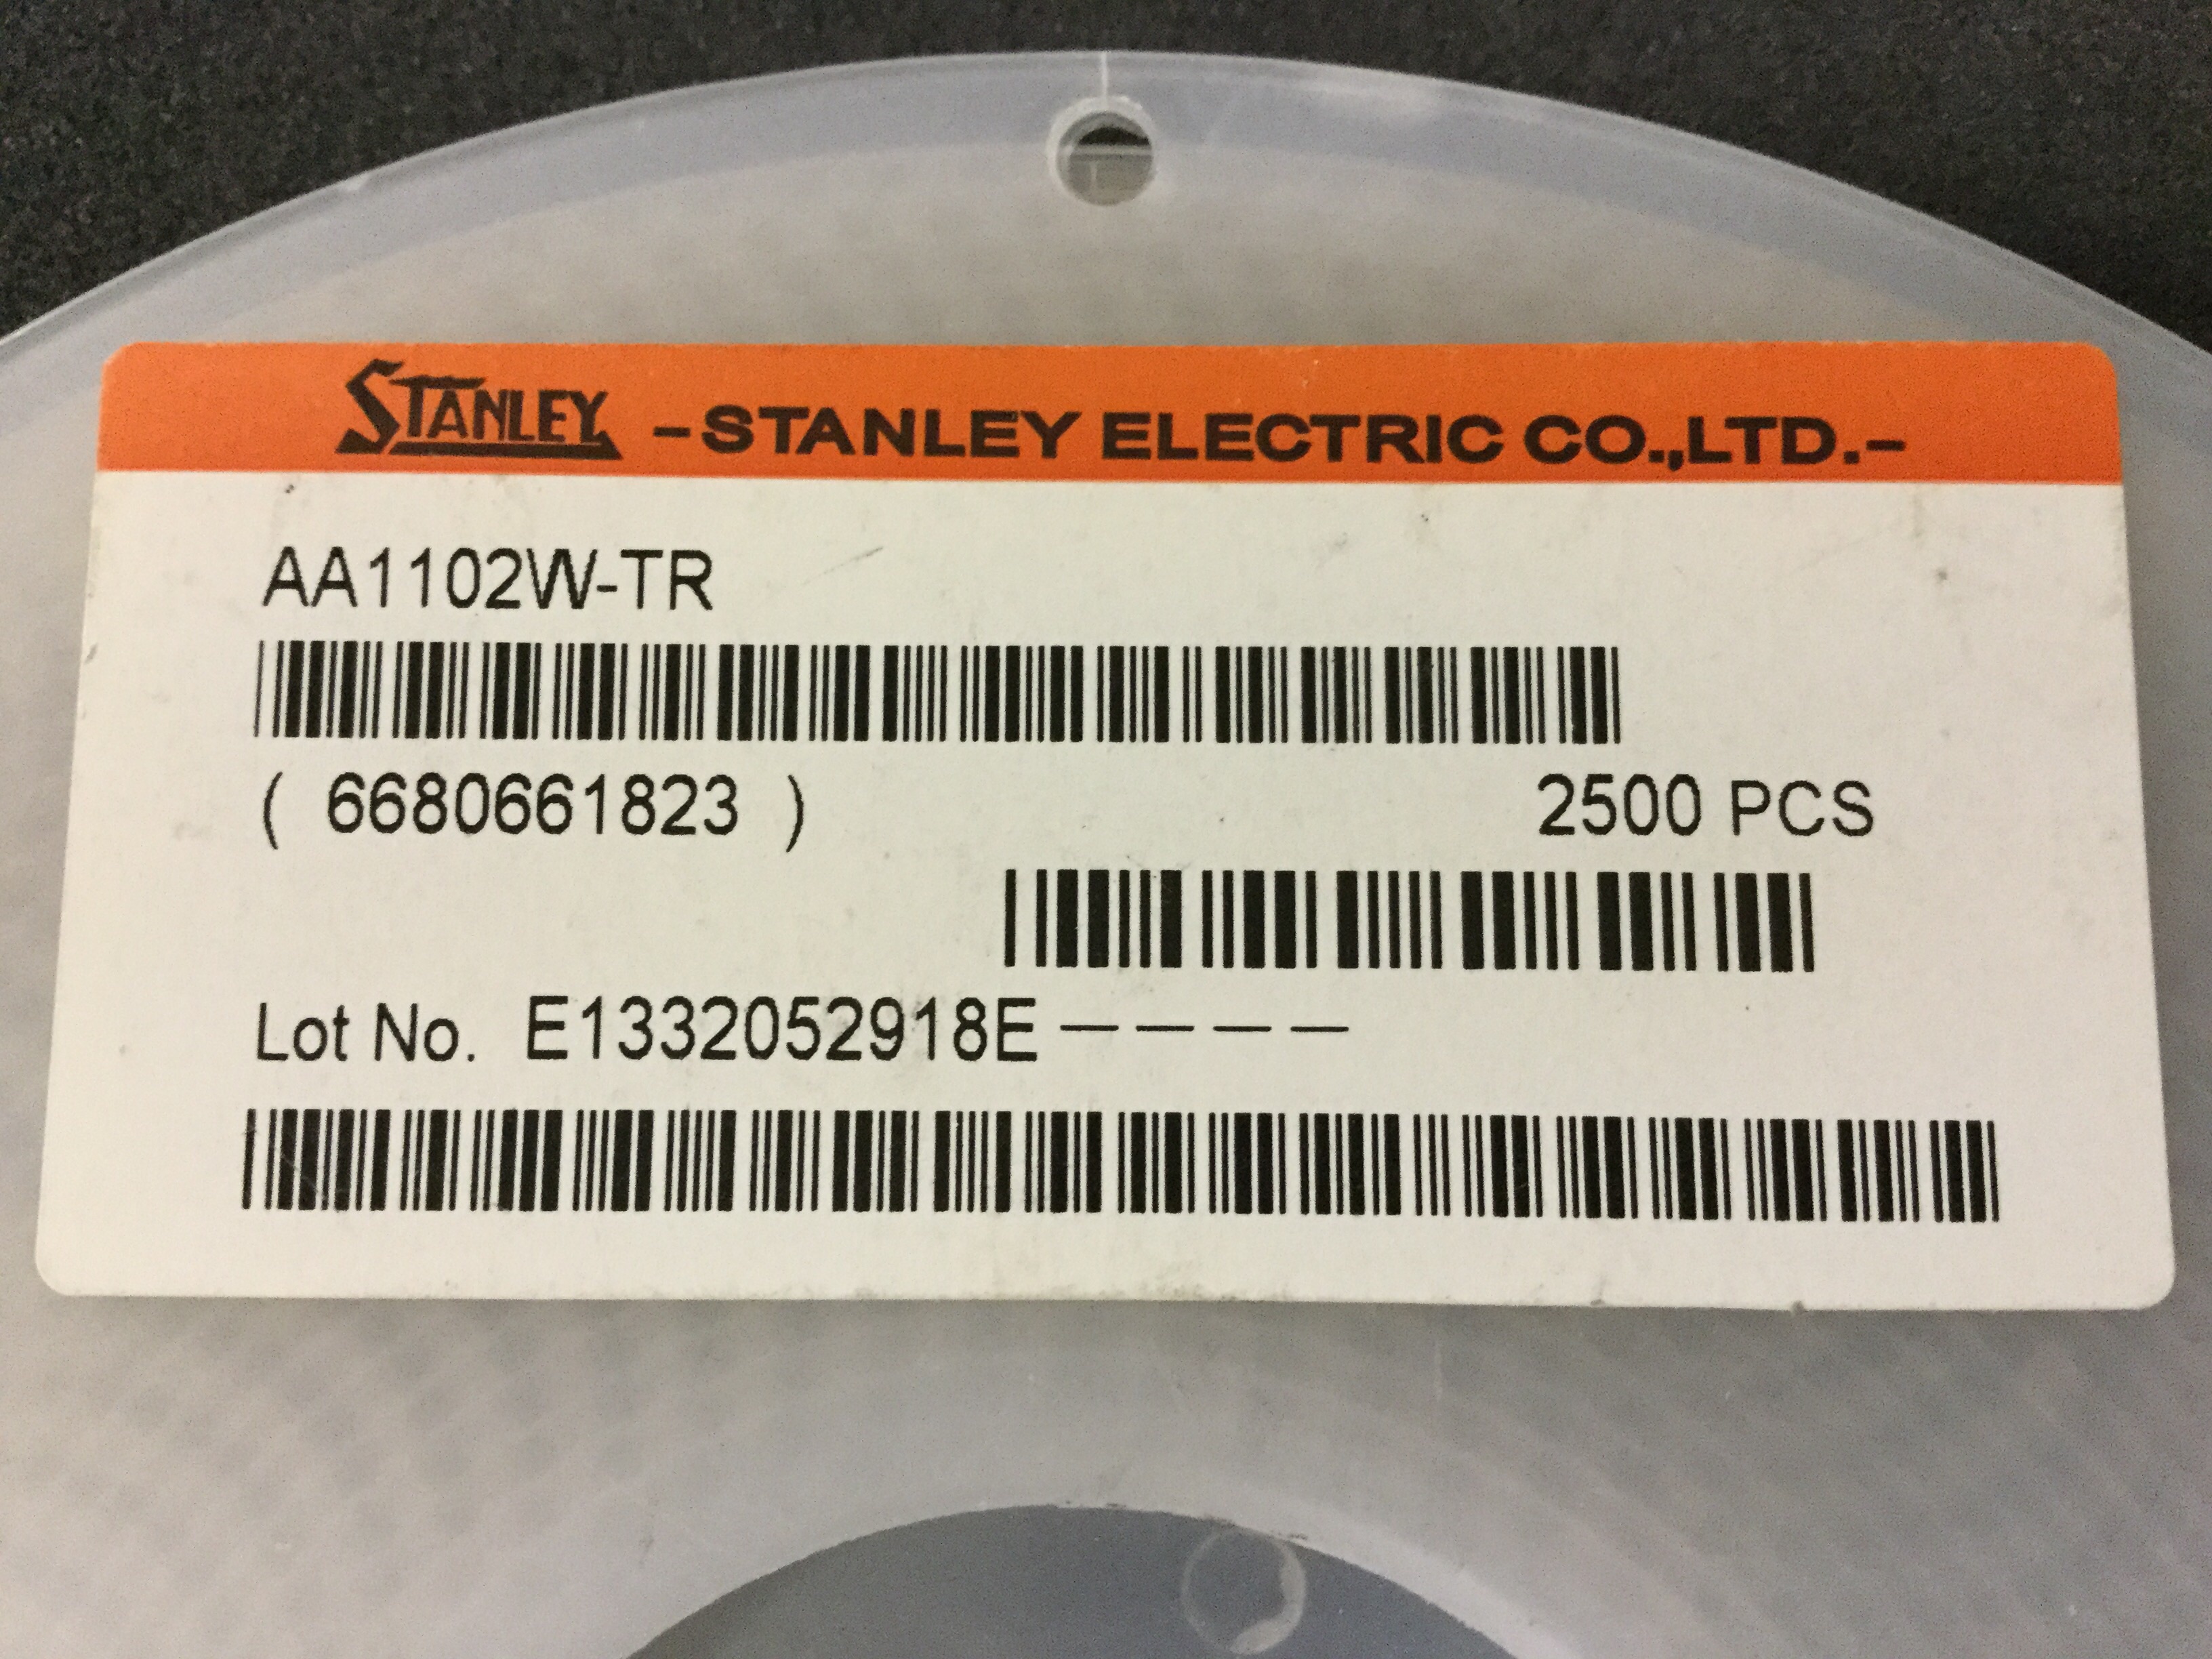 STANLEY -STANLEY ELECTRIC CO.,LTD.-
AA1102W-TR
( 6680661823 ) 2500 PCS
Lot No. E1332052918E————